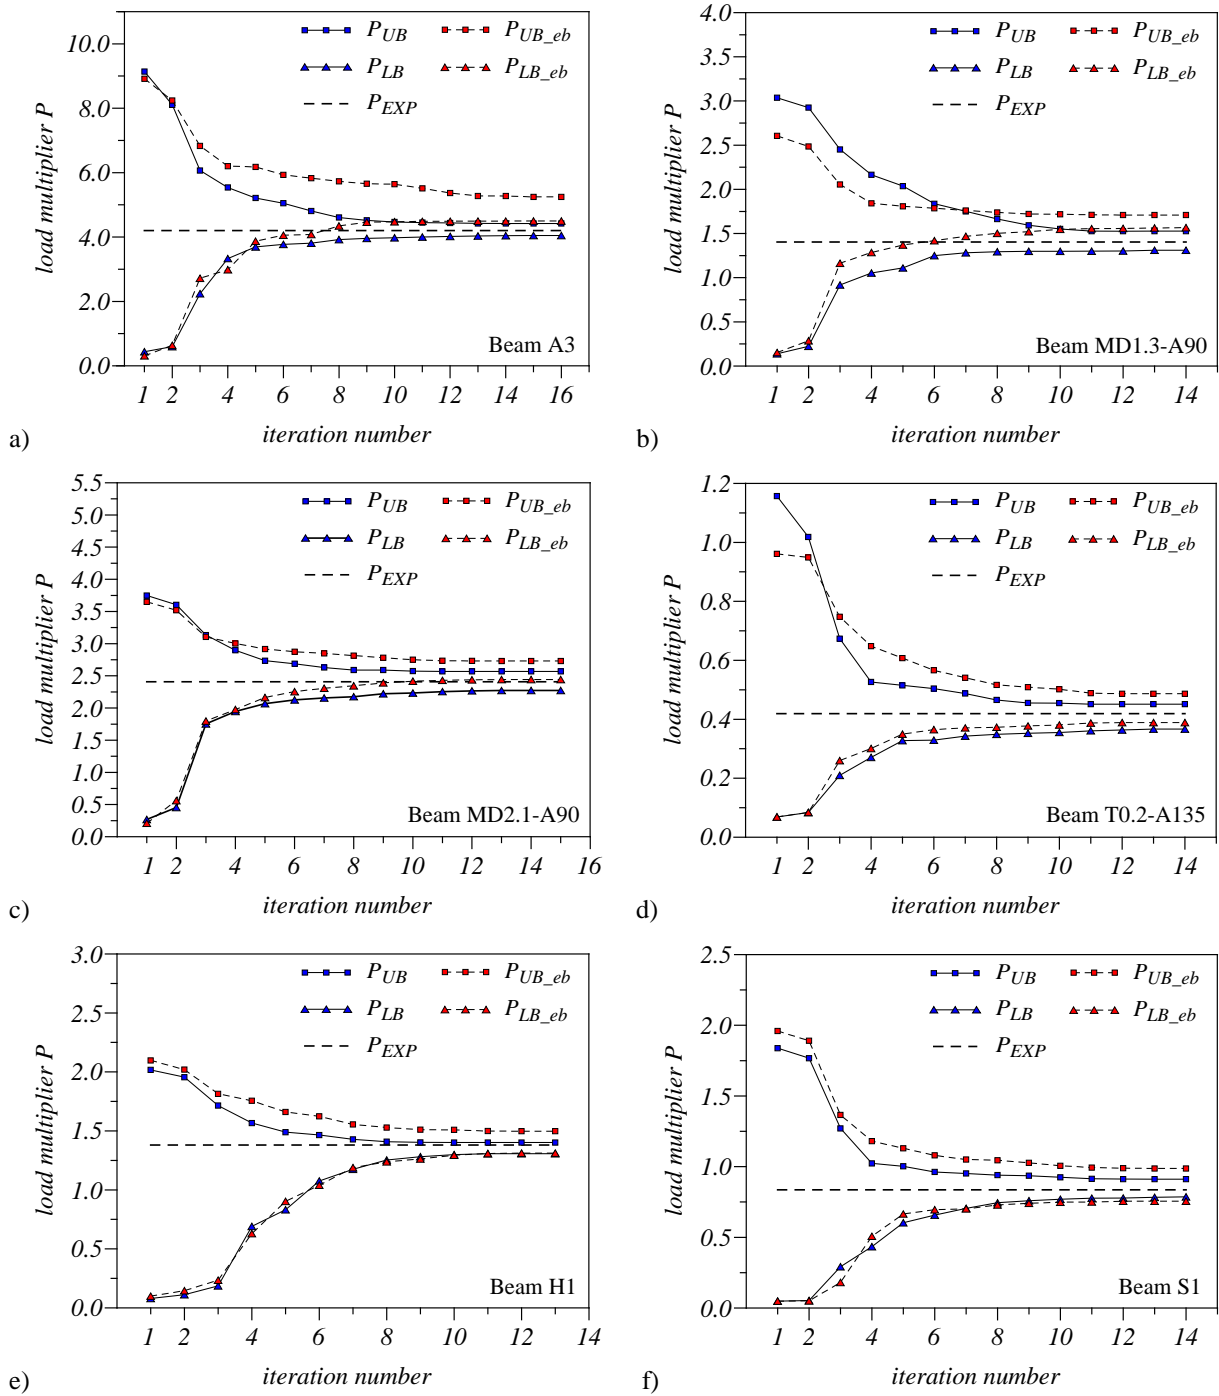 10.0
8.0
6.0
4.0
2.0
0.0
load multiplier P
P_UB P_UB_eb
P_LB P_LB_eb
P_EXP
Beam A3
1 2 4 6 8 10 12 14 16
iteration number
a)
4.0
3.5
3.0
2.5
2.0
1.5
1.0
0.5
0.0
load multiplier P
P_UB P_UB_eb
P_LB P_LB_eb
P_EXP
Beam MD1.3-A90
1 2 4 6 8 10 12 14
iteration number
b)
5.5
5.0
4.5
4.0
3.5
3.0
2.5
2.0
1.5
1.0
0.5
0.0
load multiplier P
P_UB P_UB_eb
P_LB P_LB_eb
P_EXP
Beam MD2.1-A90
1 2 4 6 8 10 12 14 16
iteration number
c)
1.2
1.0
0.8
0.6
0.4
0.2
0.0
load multiplier P
P_UB P_UB_eb
P_LB P_LB_eb
P_EXP
Beam T0.2-A135
1 2 4 6 8 10 12 14
iteration number
d)
3.0
2.5
2.0
1.5
1.0
0.5
0.0
load multiplier P
P_UB P_UB_eb
P_LB P_LB_eb
P_EXP
Beam H1
1 2 4 6 8 10 12 14
iteration number
e)
2.5
2.0
1.5
1.0
0.5
0.0
load multiplier P
P_UB P_UB_eb
P_LB P_LB_eb
P_EXP
Beam S1
1 2 4 6 8 10 12 14
iteration number
f)